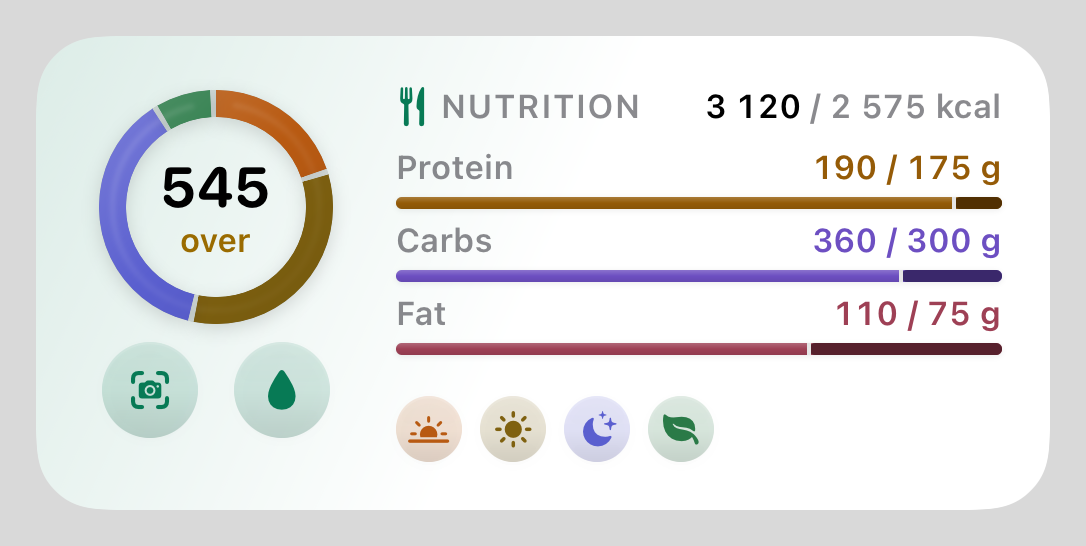 545
over
NUTRITION 3 120 / 2 575 kcal
Protein 190 / 175 g
Carbs 360 / 300 g
Fat 110 / 75 g